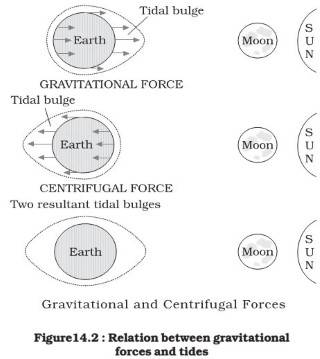 Tidal bulge
Earth
Moon
S
U
N
GRAVITATIONAL FORCE
Tidal bulge
Earth
Moon
S
U
N
CENTRIFUGAL FORCE
Two resultant tidal bulges
Earth
Moon
S
U
N
Gravitational and Centrifugal Forces
Figure14.2 : Relation between gravitational
forces and tides